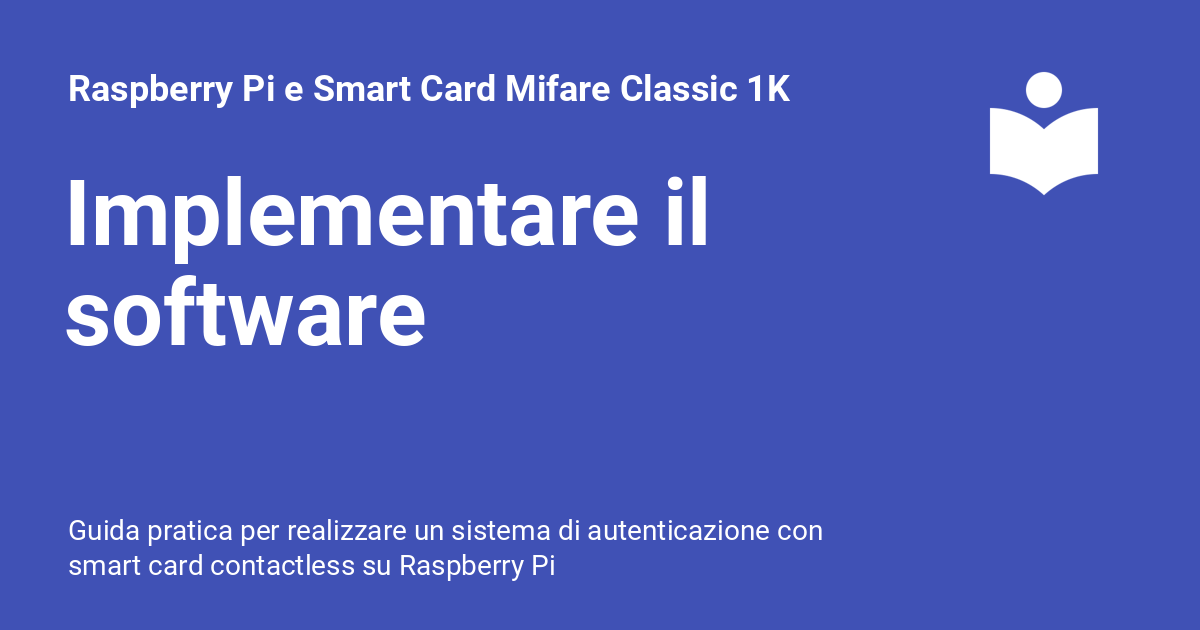 Raspberry Pi e Smart Card Mifare Classic 1K
Implementare il
software
Guida pratica per realizzare un sistema di autenticazione con
smart card contactless su Raspberry Pi